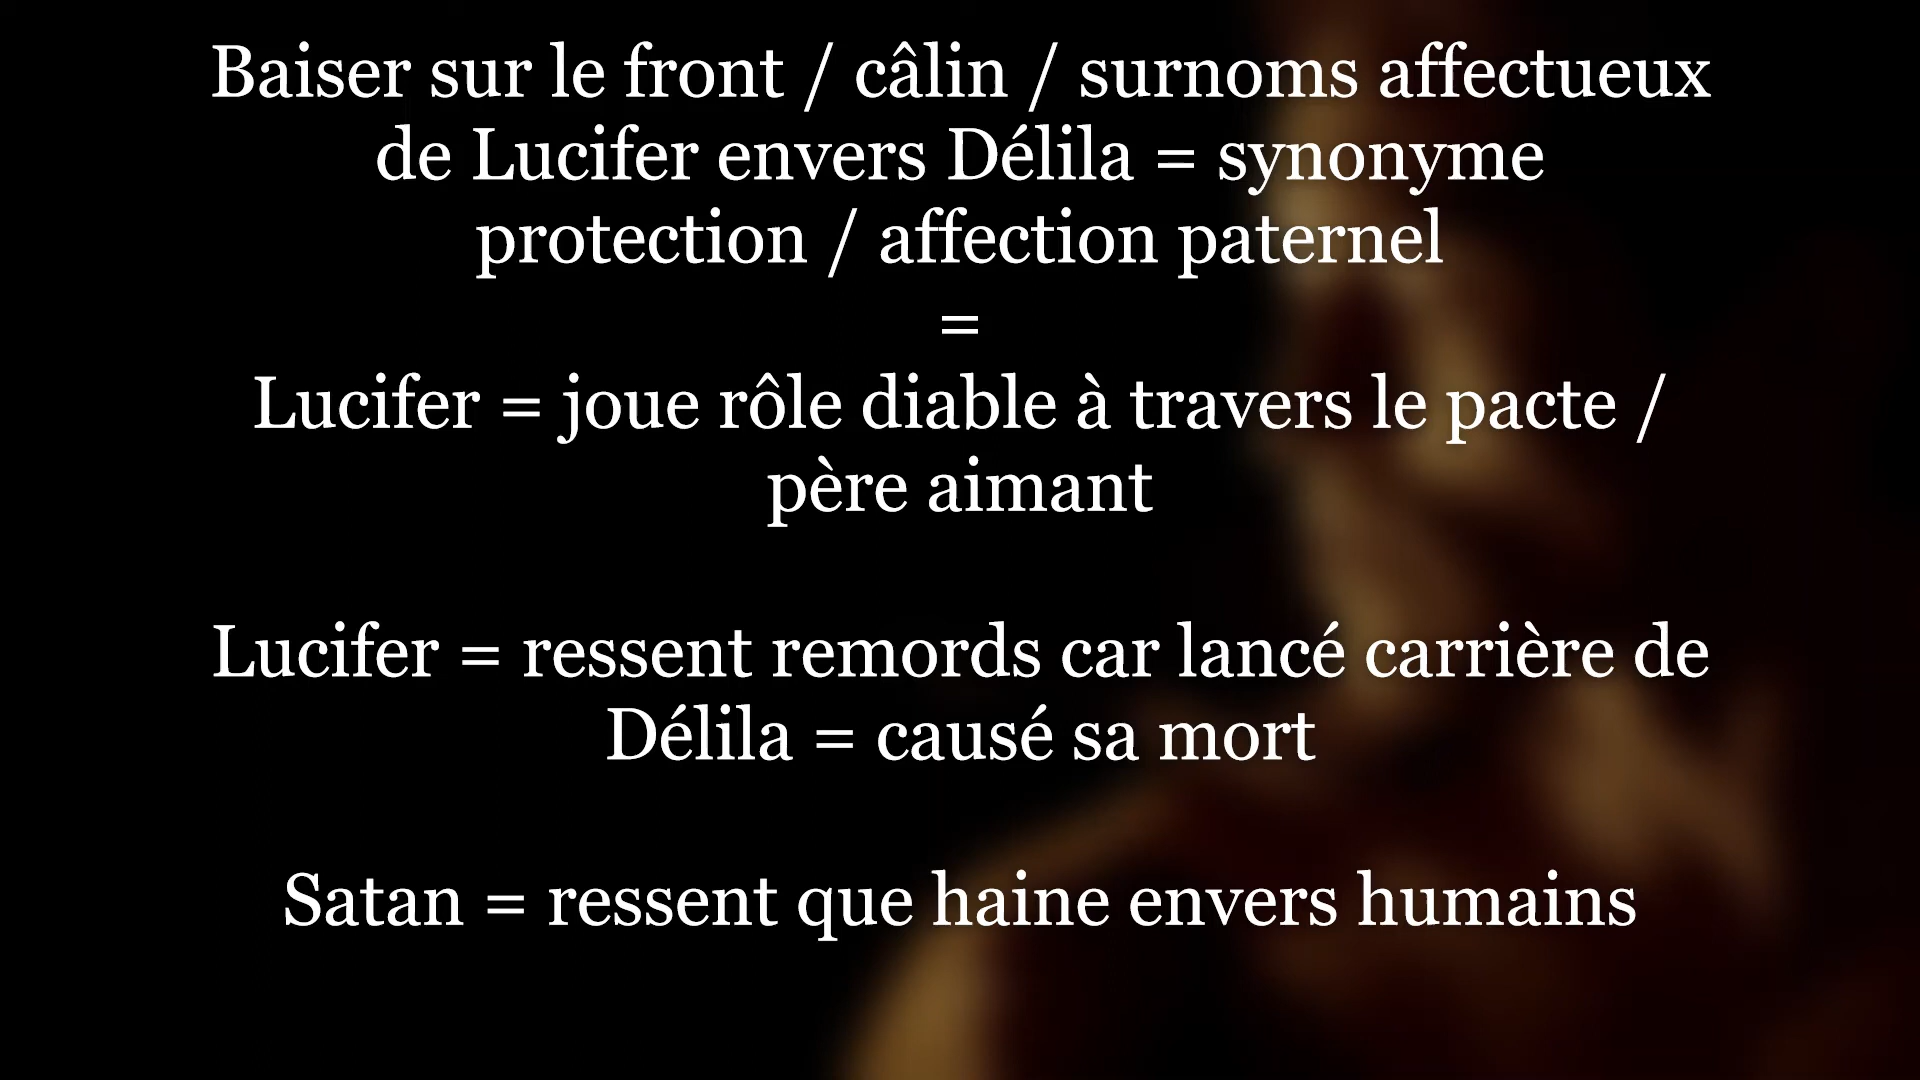 Baiser sur le front / câlin / surnoms affectueux
de Lucifer envers Délila = synonyme
protection / affection paternel
=
Lucifer = joue rôle diable à travers le pacte /
père aimant
Lucifer = ressent remords car lancé carrière de
Délila = causé sa mort
Satan = ressent que haine envers humains